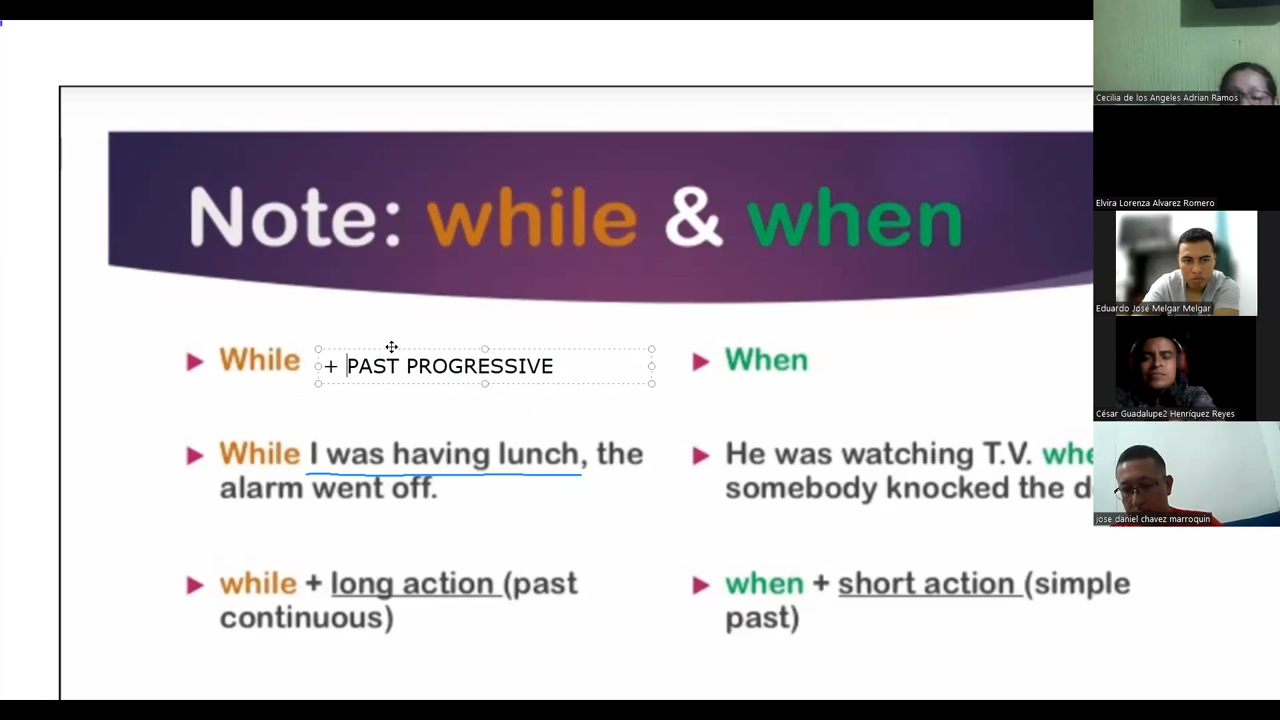 Note: while & when
While + PAST PROGRESSIVE
While I was having lunch, the
alarm went off.
while + long action (past
continuous)
When
He was watching T.V. whe
somebody knocked the d
when + short action (simple
past)
Cecilia de los Angeles Adrian Ramos
Elvira Lorenza Alvarez Romero
Eduardo José Melgar Melgar
César Guadalupe2 Henríquez Reyes
jose daniel chavez marroquin